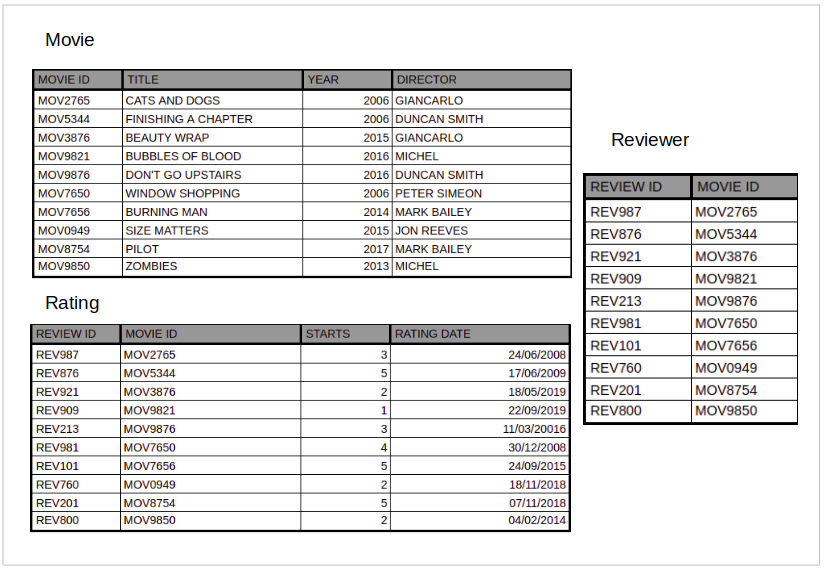 Movie
MOVIE ID TITLE YEAR DIRECTOR
MOV2765 CATS AND DOGS 2006 GIANCARLO
MOV5344 FINISHING A CHAPTER 2006 DUNCAN SMITH
MOV3876 BEAUTY WRAP 2015 GIANCARLO
MOV9821 BUBBLES OF BLOOD 2016 MICHEL
MOV9876 DON'T GO UPSTAIRS 2016 DUNCAN SMITH
MOV7650 WINDOW SHOPPING 2006 PETER SIMEON
MOV7656 BURNING MAN 2014 MARK BAILEY
MOV0949 SIZE MATTERS 2015 JON REEVES
MOV8754 PILOT 2017 MARK BAILEY
MOV9850 ZOMBIES 2013 MICHEL
Rating
REVIEW ID MOVIE ID STARTS RATING DATE
REV987 MOV2765 3 24/06/2008
REV876 MOV5344 5 17/06/2009
REV921 MOV3876 2 18/05/2019
REV909 MOV9821 1 22/09/2019
REV213 MOV9876 3 11/03/20016
REV981 MOV7650 4 30/12/2008
REV101 MOV7656 5 24/09/2015
REV760 MOV0949 2 18/11/2018
REV201 MOV8754 5 07/11/2018
REV800 MOV9850 2 04/02/2014
Reviewer
REVIEW ID MOVIE ID
REV987 MOV2765
REV876 MOV5344
REV921 MOV3876
REV909 MOV9821
REV213 MOV9876
REV981 MOV7650
REV101 MOV7656
REV760 MOV0949
REV201 MOV8754
REV800 MOV9850